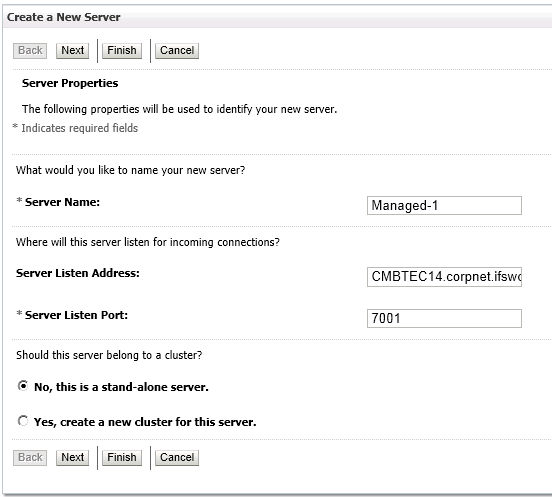 Create a New Server
Back Next Finish Cancel
Server Properties
The following properties will be used to identify your new server.
* Indicates required fields
What would you like to name your new server?
* Server Name: Managed-1
Where will this server listen for incoming connections?
Server Listen Address: CMBTEC14.corpnet.ifswo
* Server Listen Port: 7001
Should this server belong to a cluster?
No, this is a stand-alone server.
Yes, create a new cluster for this server.
Back Next Finish Cancel